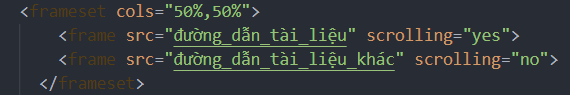 <frameset cols="50%,50%">
<frame src="đường_dẫn_tài_liệu" scrolling="yes">
<frame src="đường_dẫn_tài_liệu_khác" scrolling="no">
</frameset>